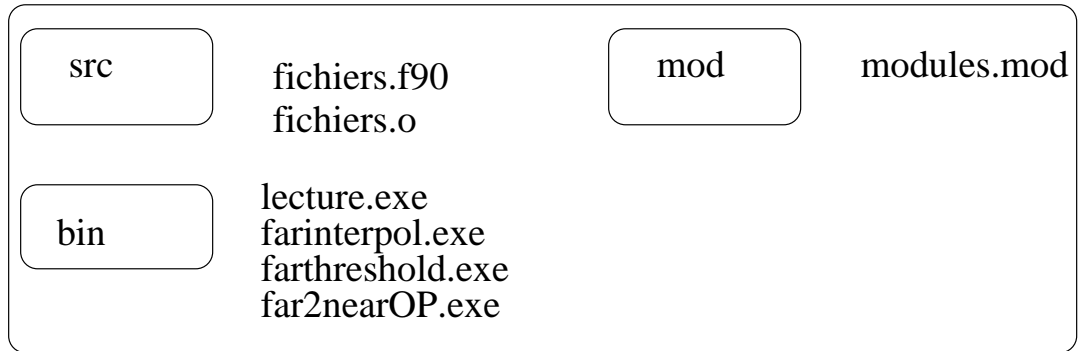 src
fichiers.f90
fichiers.o
mod
modules.mod
bin
lecture.exe
farinterpol.exe
farthreshold.exe
far2nearOP.exe